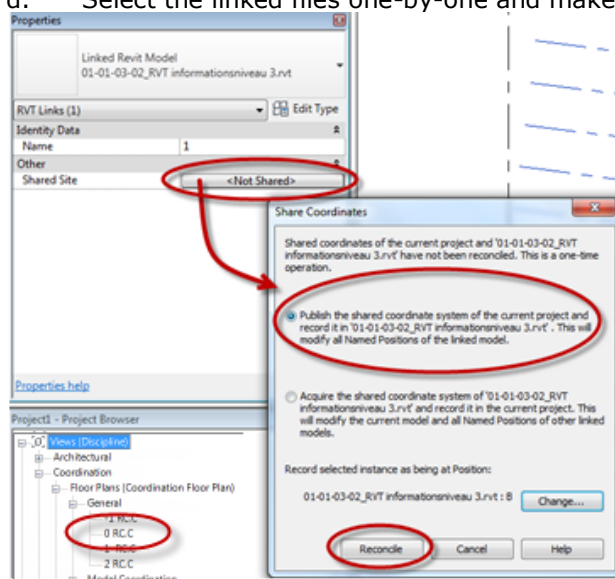 d. Select the linked files one-by-one and make
Properties
Linked Revit Model
01-01-03-02_RVT informationsniveau 3.rvt
RVT Links (1)
Edit Type
Identity Data
Name 1
Other
Shared Site <Not Shared>
Properties help
Share Coordinates
Shared coordinates of the current project and '01-01-03-02_RVT
informationsniveau 3.rvt' have not been reconciled. This is a one-time
operation.
Publish the shared coordinate system of the current project and
record it in '01-01-03-02_RVT informationsniveau 3.rvt' . This will
modify all Named Positions of the linked model.
Acquire the shared coordinate system of '01-01-03-02_RVT
informationsniveau 3.rvt' and record it in the current project. This
will modify the current model and all Named Positions of other linked
models.
Record selected instance as being at Position:
01-01-03-02_RVT informationsniveau 3.rvt : B
Change...
Reconcile
Cancel
Help
Project1 - Project Browser
Views (Discipline)
Architectural
Coordination
Floor Plans (Coordination Floor Plan)
General
-1 RC.C
0 RC.C
1 RC.C
2 RC.C
Model Coordination